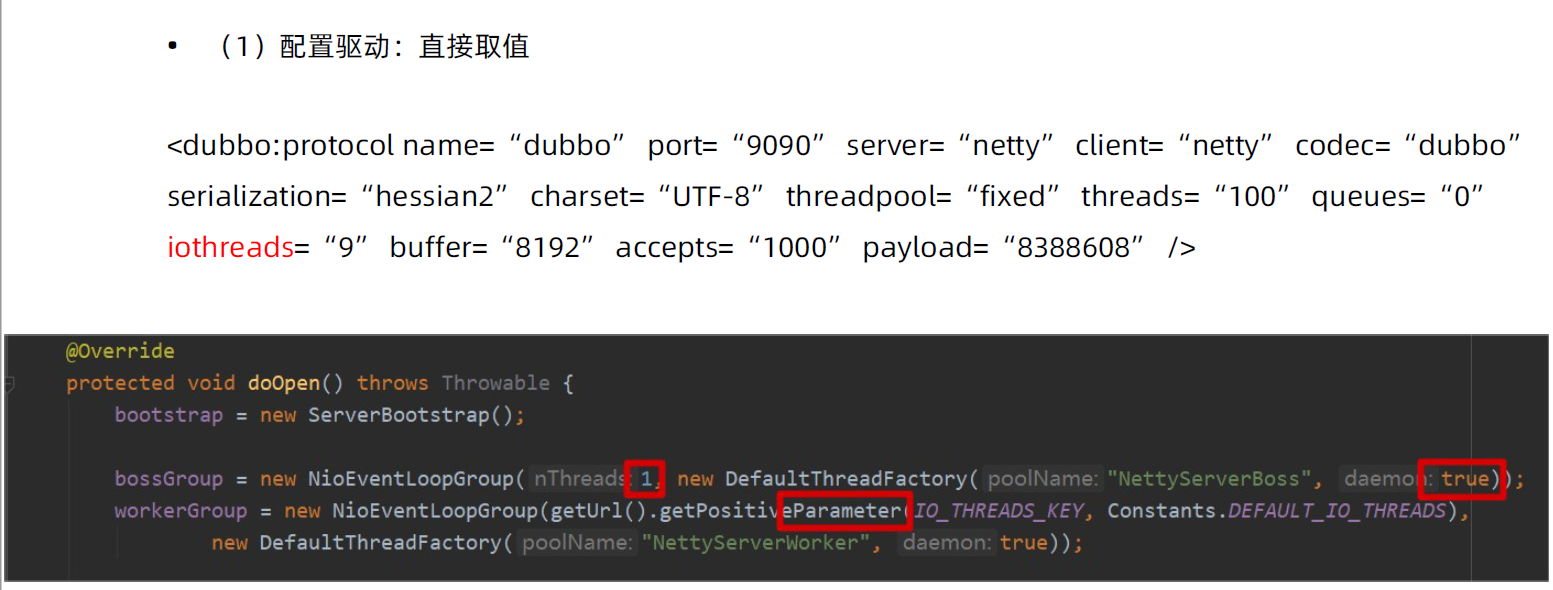 • （1）配置驱动：直接取值
<dubbo:protocol name= “dubbo” port= “9090” server= “netty” client= “netty” codec= “dubbo”
serialization= “hessian2” charset= “UTF-8” threadpool= “fixed” threads= “100” queues= “0”
iothreads= “9” buffer= “8192” accepts= “1000” payload= “8388608” />
@Override
protected void doOpen() throws Throwable {
bootstrap = new ServerBootstrap();
bossGroup = new NioEventLoopGroup( nThreads: 1, new DefaultThreadFactory( poolName: "NettyServerBoss", daemon: true));
workerGroup = new NioEventLoopGroup(getUrl().getPositiveParameter(IO_THREADS_KEY, Constants.DEFAULT_IO_THREADS),
new DefaultThreadFactory( poolName: "NettyServerWorker", daemon: true));